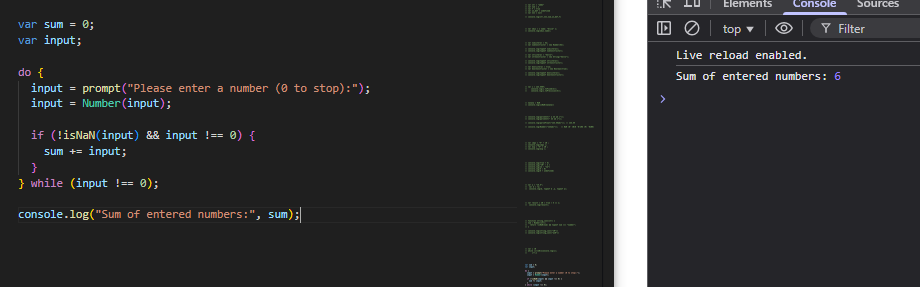 var sum = 0;
var input;
do {
input = prompt("Please enter a number (0 to stop):");
input = Number(input);
if (!isNaN(input) && input !== 0) {
sum += input;
}
} while (input !== 0);
console.log("Sum of entered numbers:", sum);
Elements
Console
Sources
top
Filter
Live reload enabled.
Sum of entered numbers: 6